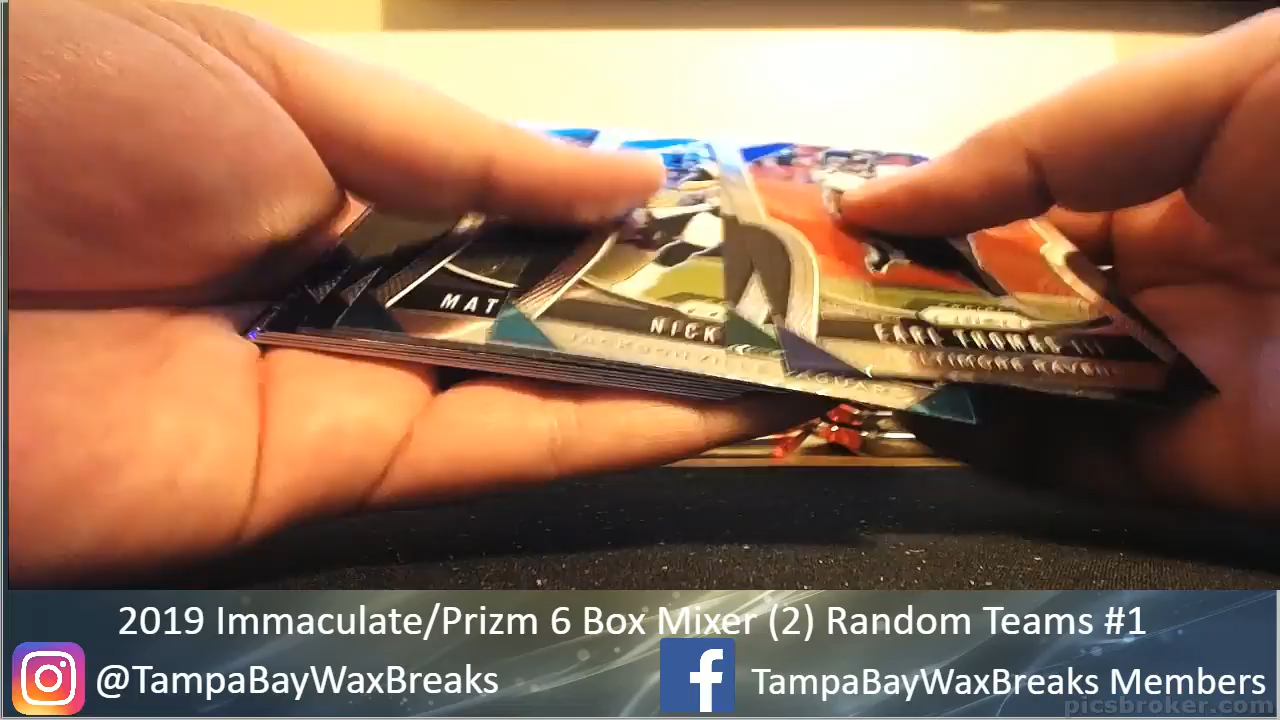 MAT
NICK
JACKSONVILLE JAGUARS
EARL THOMAS III
BALTIMORE RAVENS
2019 Immaculate/Prizm 6 Box Mixer (2) Random Teams #1
@TampaBayWaxBreaks
TampaBayWaxBreaks Members
picsbroker.com